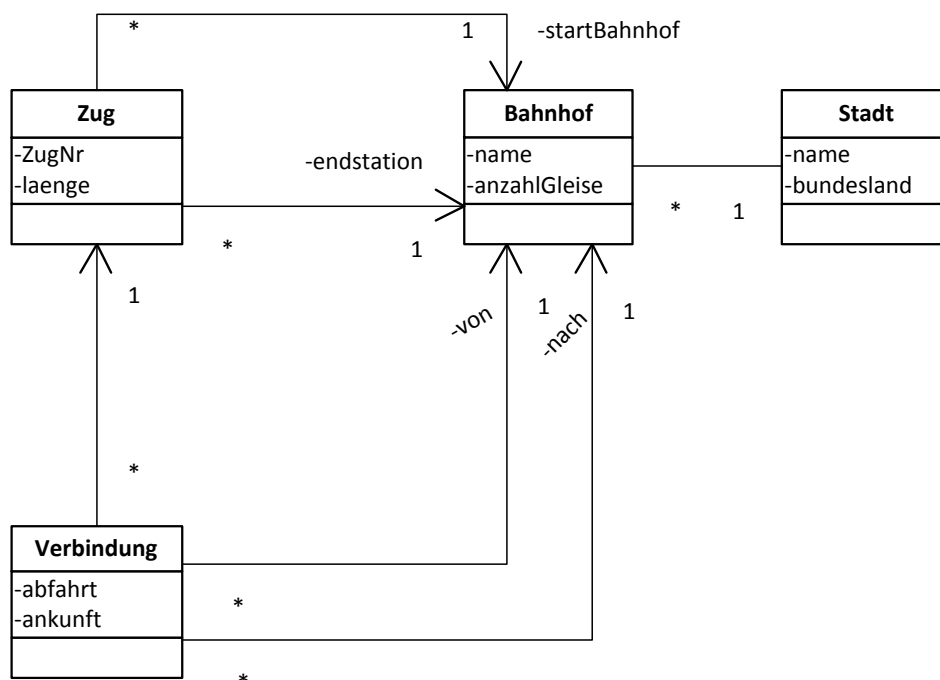 * 1 -startBahnhof
Zug
-ZugNr
-laenge
-endstation
* 1
Bahnhof
-name
-anzahlGleise
* 1
Stadt
-name
-bundesland
1
-von 1
-nach 1
*
Verbindung
-abfahrt
-ankunft
*
*